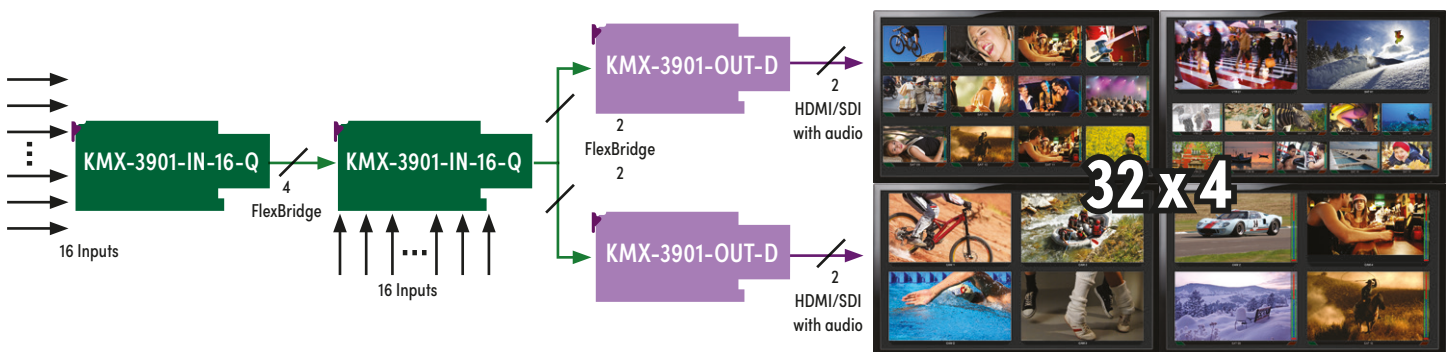 16 Inputs
KMX-3901-IN-16-Q
4
FlexBridge
KMX-3901-IN-16-Q
16 Inputs
KMX-3901-OUT-D
2
FlexBridge
2
KMX-3901-OUT-D
2
HDMI/SDI
with audio
2
HDMI/SDI
with audio
32 x 4